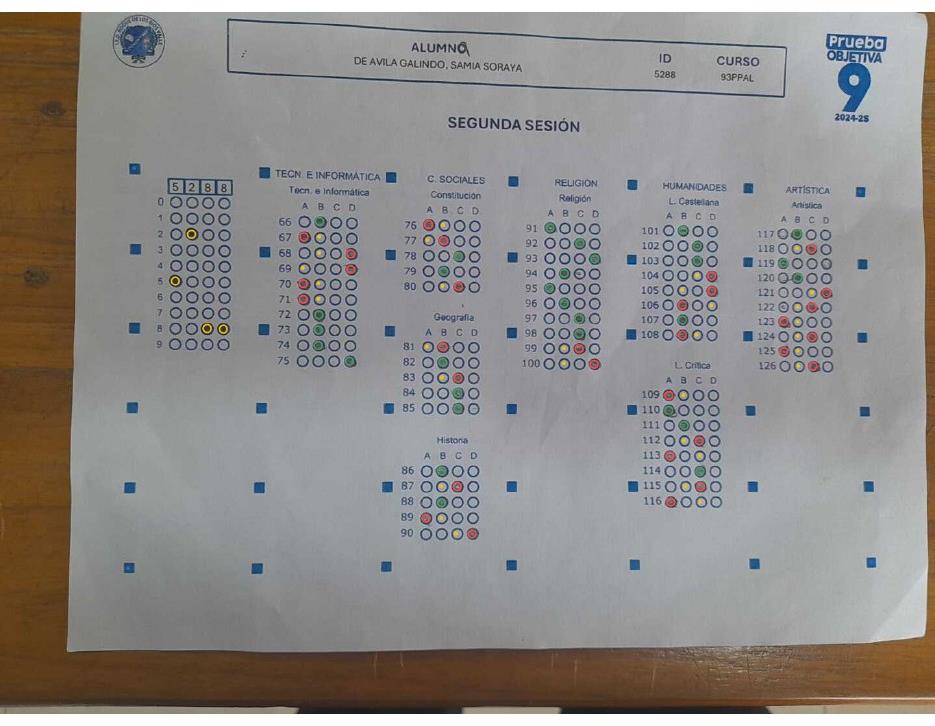 I.E.D. ROQUE DE LOS RIOS VALLE
ALUMNO
DE AVILA GALINDO, SAMIA SORAYA
ID
5288
CURSO
93PPAL
Prueba
OBJETIVA
9
2024-2S
SEGUNDA SESIÓN
5 2 8 8
0
1
2
3
4
5
6
7
8
9
TECN. E INFORMÁTICA
Tecn. e Informática
A B C D
66
67
68
69
70
71
72
73
74
75
C. SOCIALES
Constitución
A B C D
76
77
78
79
80
Geografía
A B C D
81
82
83
84
85
Historia
A B C D
86
87
88
89
90
RELIGIÓN
Religión
A B C D
91
92
93
94
95
96
97
98
99
100
HUMANIDADES
L. Castellana
A B C D
101
102
103
104
105
106
107
108
L. Crítica
A B C D
109
110
111
112
113
114
115
116
ARTÍSTICA
Artística
A B C D
117
118
119
120
121
122
123
124
125
126